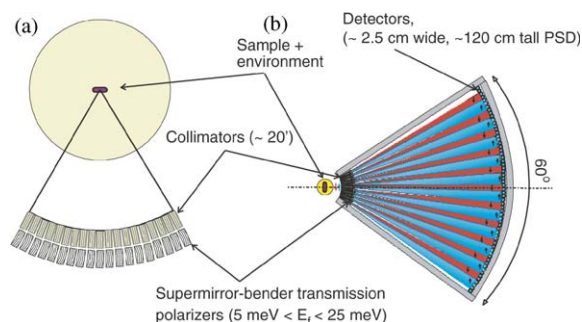 (a)
(b)
Detectors,
(~ 2.5 cm wide, ~120 cm tall PSD)
Sample +
environment
Collimators (~ 20')
60°
Supermirror-bender transmission
polarizers (5 meV < Ef < 25 meV)